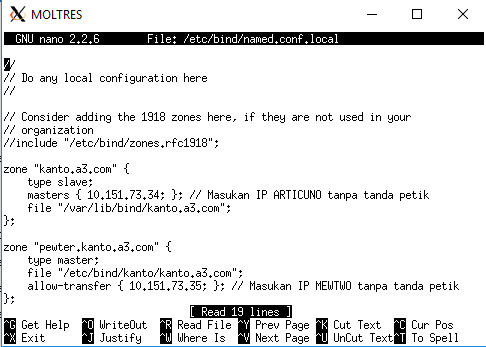 MOLTRES
GNU nano 2.2.6 File: /etc/bind/named.conf.local
//
// Do any local configuration here
//
// Consider adding the 1918 zones here, if they are not used in your
// organization
//include "/etc/bind/zones.rfc1918";
zone "kanto.a3.com" {
type slave;
masters { 10.151.73.34; }; // Masukan IP ARTICUNO tanpa tanda petik
file "/var/lib/bind/kanto.a3.com";
};
zone "pewter.kanto.a3.com" {
type master;
file "/etc/bind/kanto/kanto.a3.com";
allow-transfer { 10.151.73.35; }; // Masukan IP MEWTWO tanpa tanda petik
};
[ Read 19 lines ]
^G Get Help ^O WriteOut ^R Read File ^Y Prev Page ^K Cut Text ^C Cur Pos
^X Exit ^J Justify ^W Where Is ^V Next Page ^U UnCut Text ^T To Spell